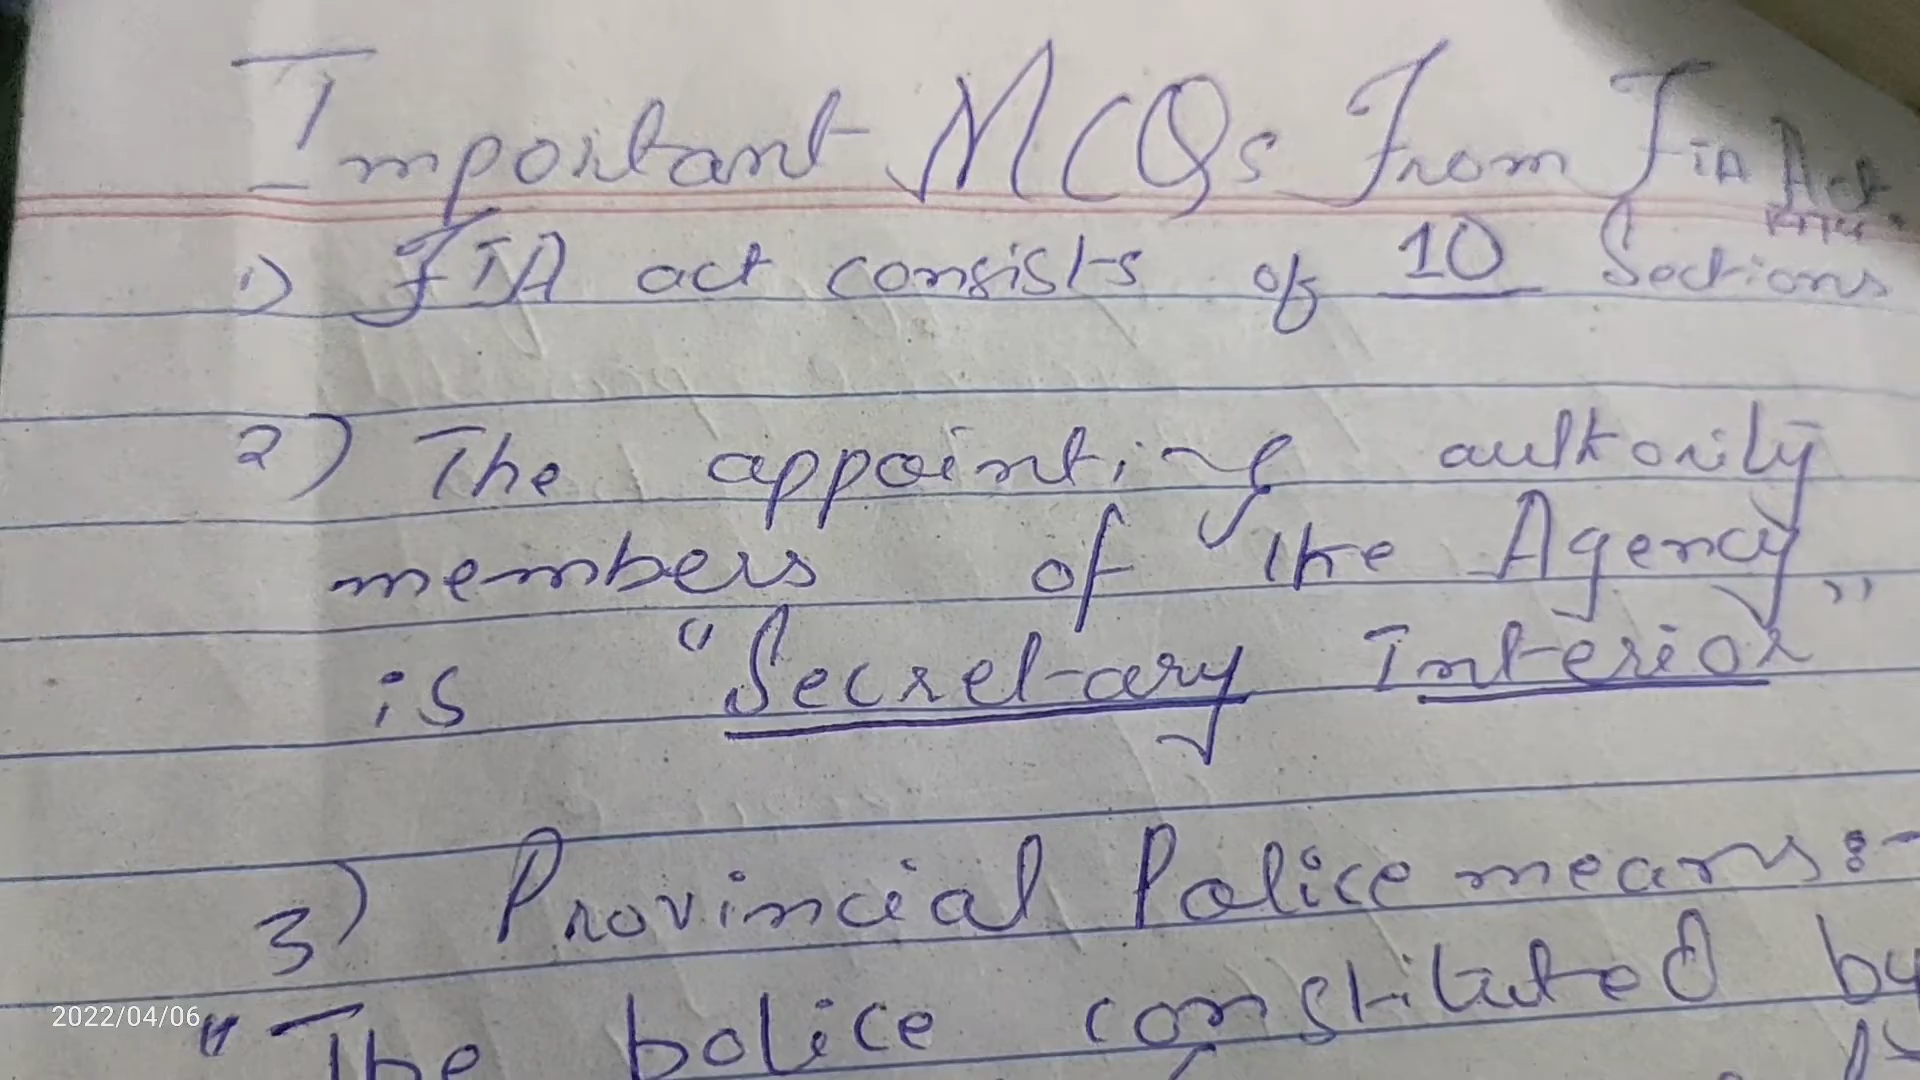 Important MCQs From FIA Act 1974.
1) FIA act consists of 10 Sections
2) The appointing authority
members of the Agency
is "Secretary Interior"
3) Provincial Police means:-
"The police constituted by
2022/04/06